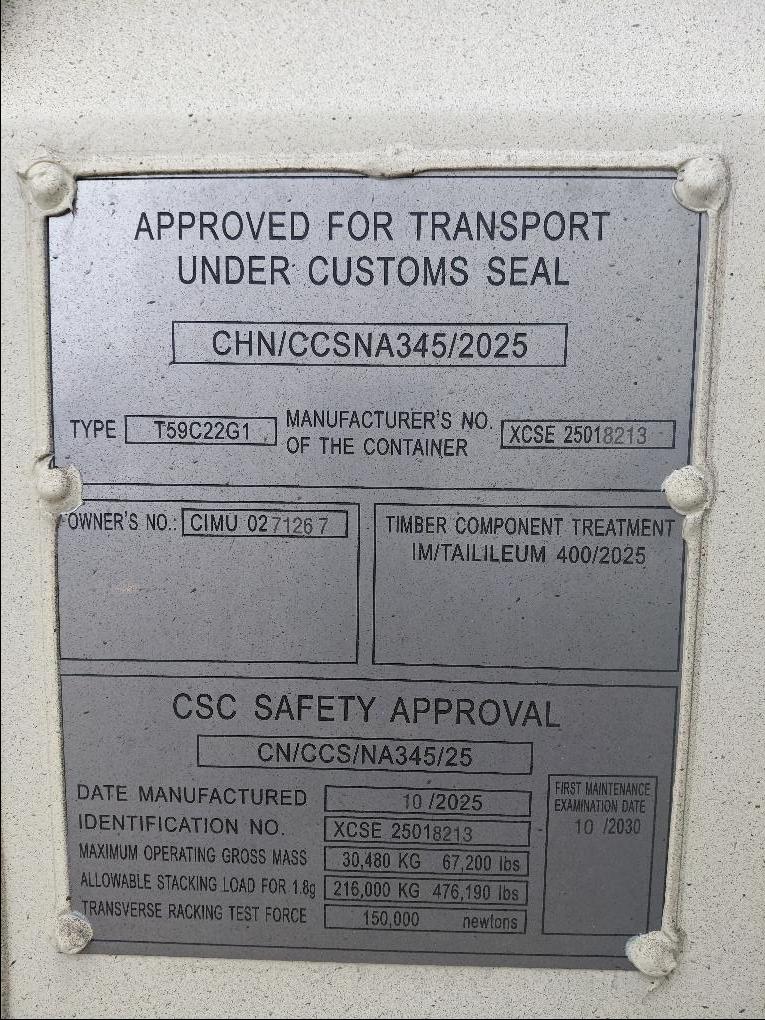 APPROVED FOR TRANSPORT
UNDER CUSTOMS SEAL
CHN/CCSNA345/2025
TYPE T59C22G1 MANUFACTURER'S NO. OF THE CONTAINER XCSE 25018213
OWNER'S NO.: CIMU 0271267
TIMBER COMPONENT TREATMENT
IM/TAILILEUM 400/2025
CSC SAFETY APPROVAL
CN/CCS/NA345/25
DATE MANUFACTURED 10/2025
IDENTIFICATION NO. XCSE 25018213
MAXIMUM OPERATING GROSS MASS 30,480 KG 67,200 lbs
ALLOWABLE STACKING LOAD FOR 1.8g 216,000 KG 476,190 lbs
TRANSVERSE RACKING TEST FORCE 150,000 newtons
FIRST MAINTENANCE
EXAMINATION DATE
10 /2030